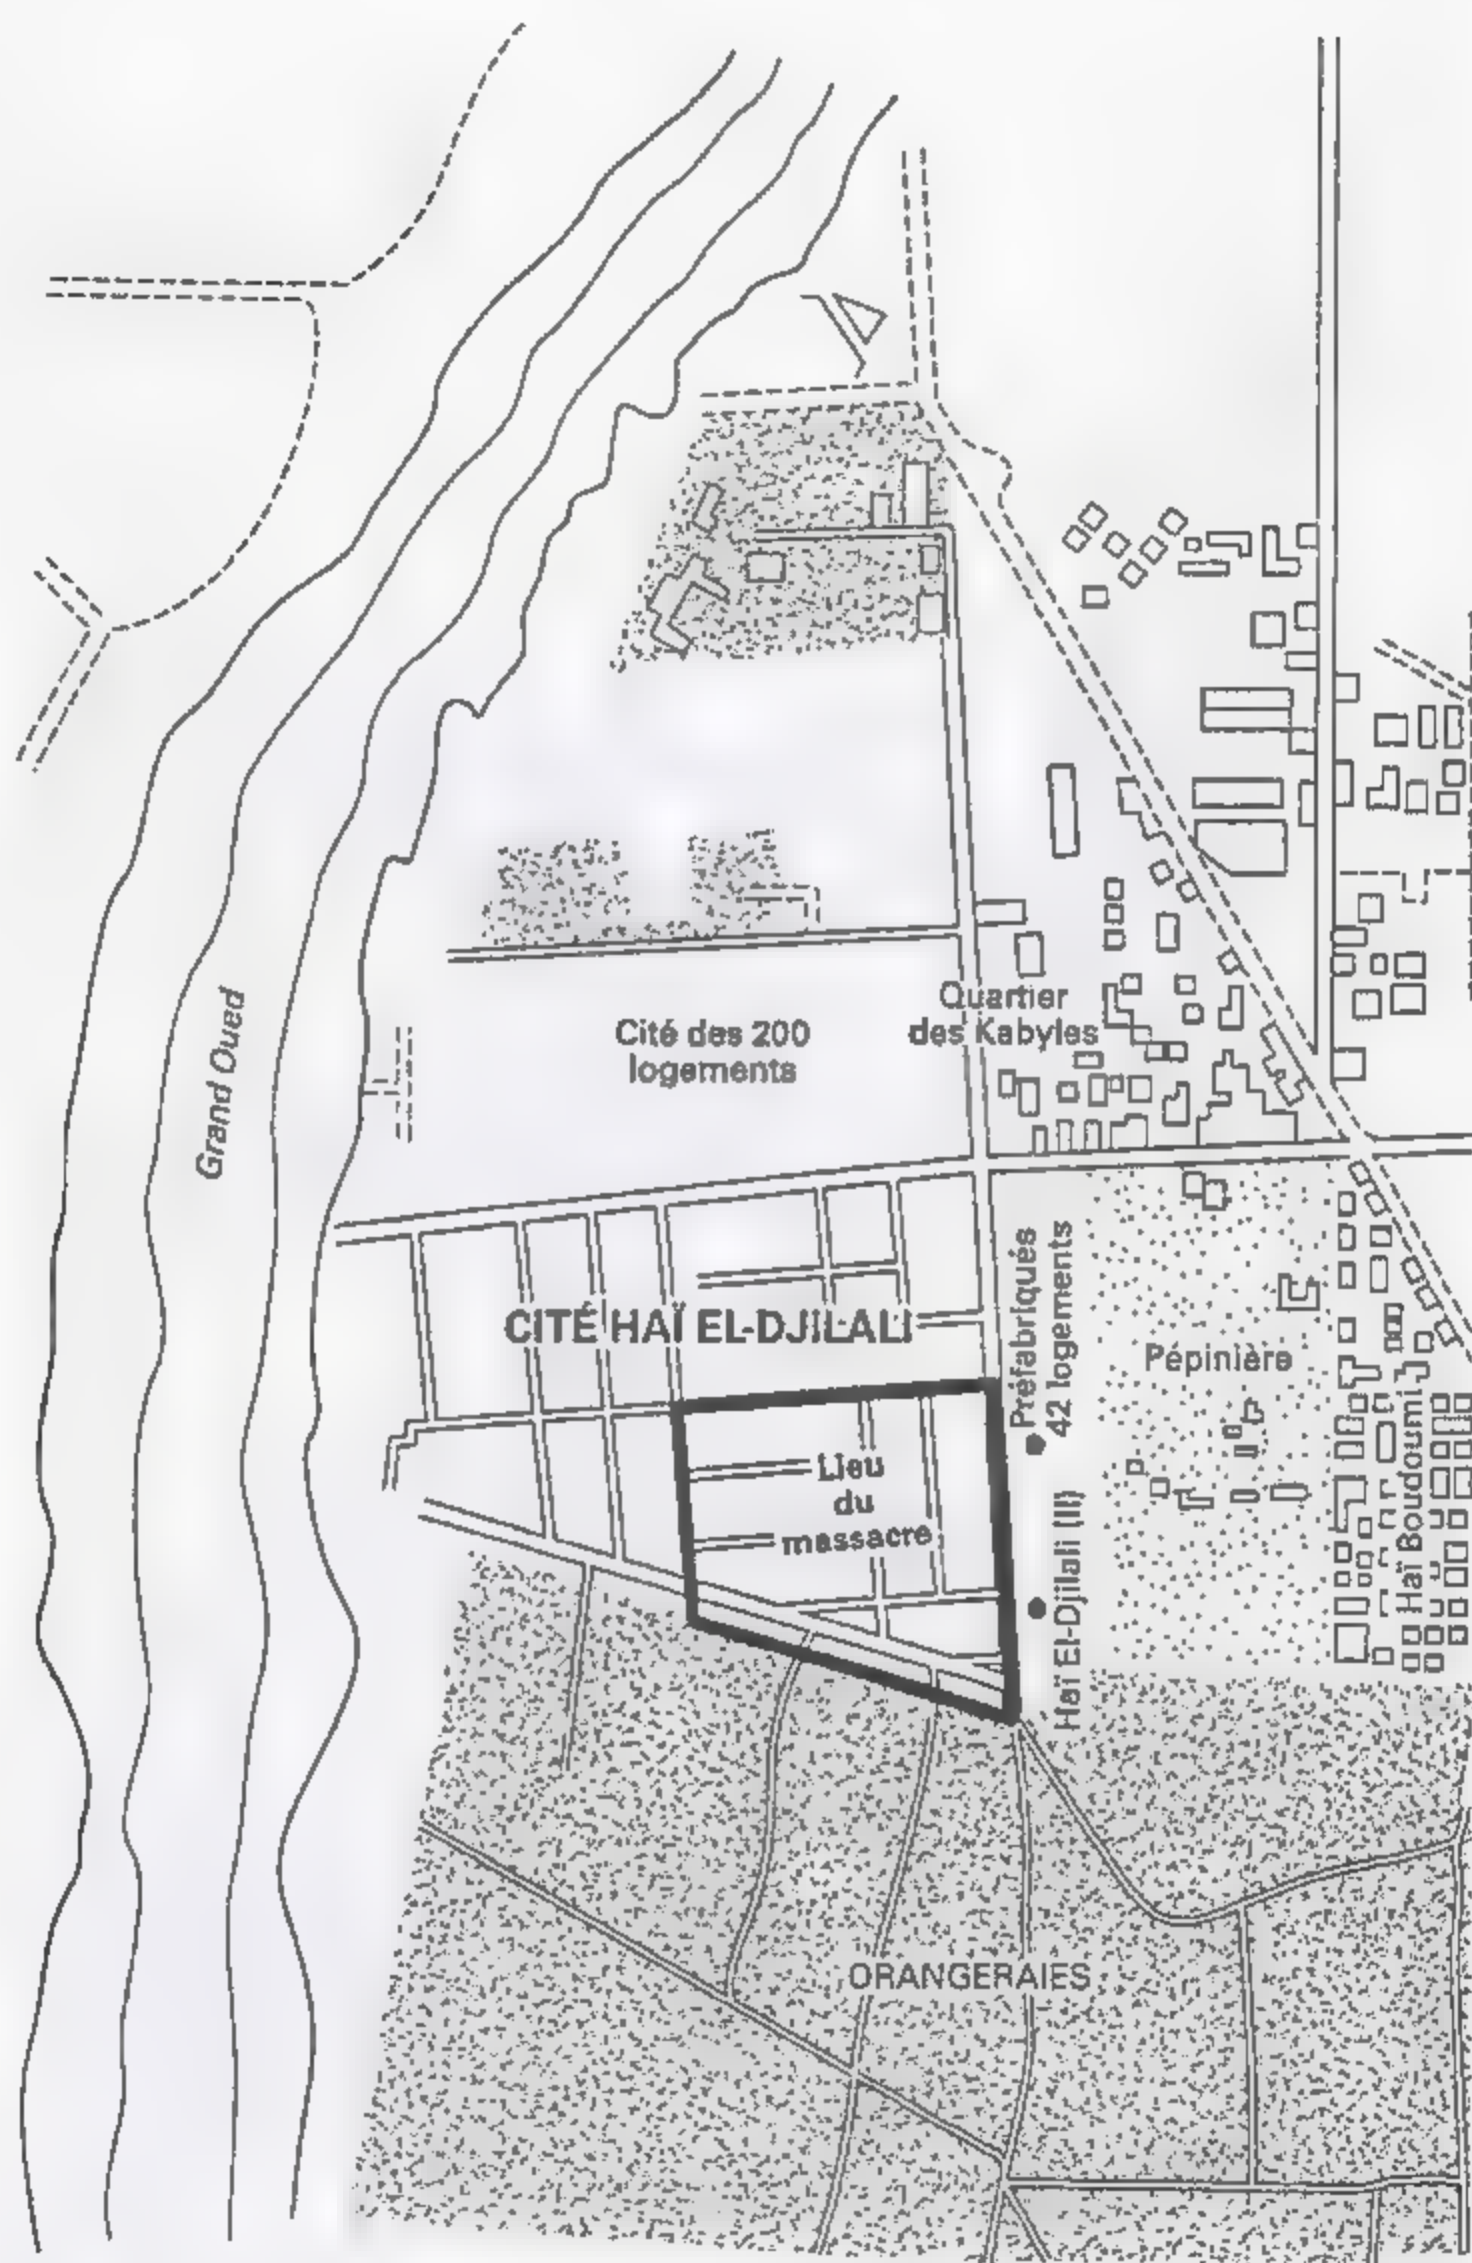 Grand Oued
Cité des 200
logements
Quartier
des Kabyles
CITÉ HAÏ EL-DJILALI
Préfabriqués
42 logements
Pépinière
Lieu
du
massacre
Haï El-Djilali (II)
Haï Boudoumi
ORANGERAIES